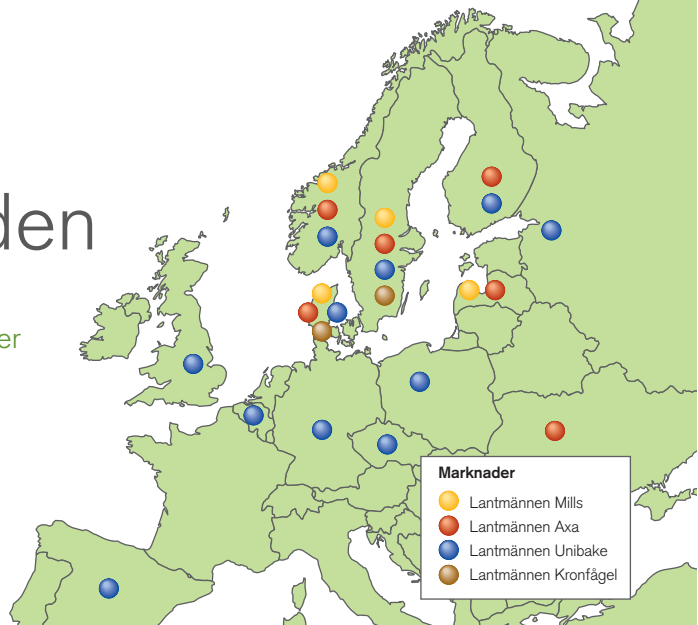 den
er
Marknader
Lantmännen Mills
Lantmännen Axa
Lantmännen Unibake
Lantmännen Kronfågel